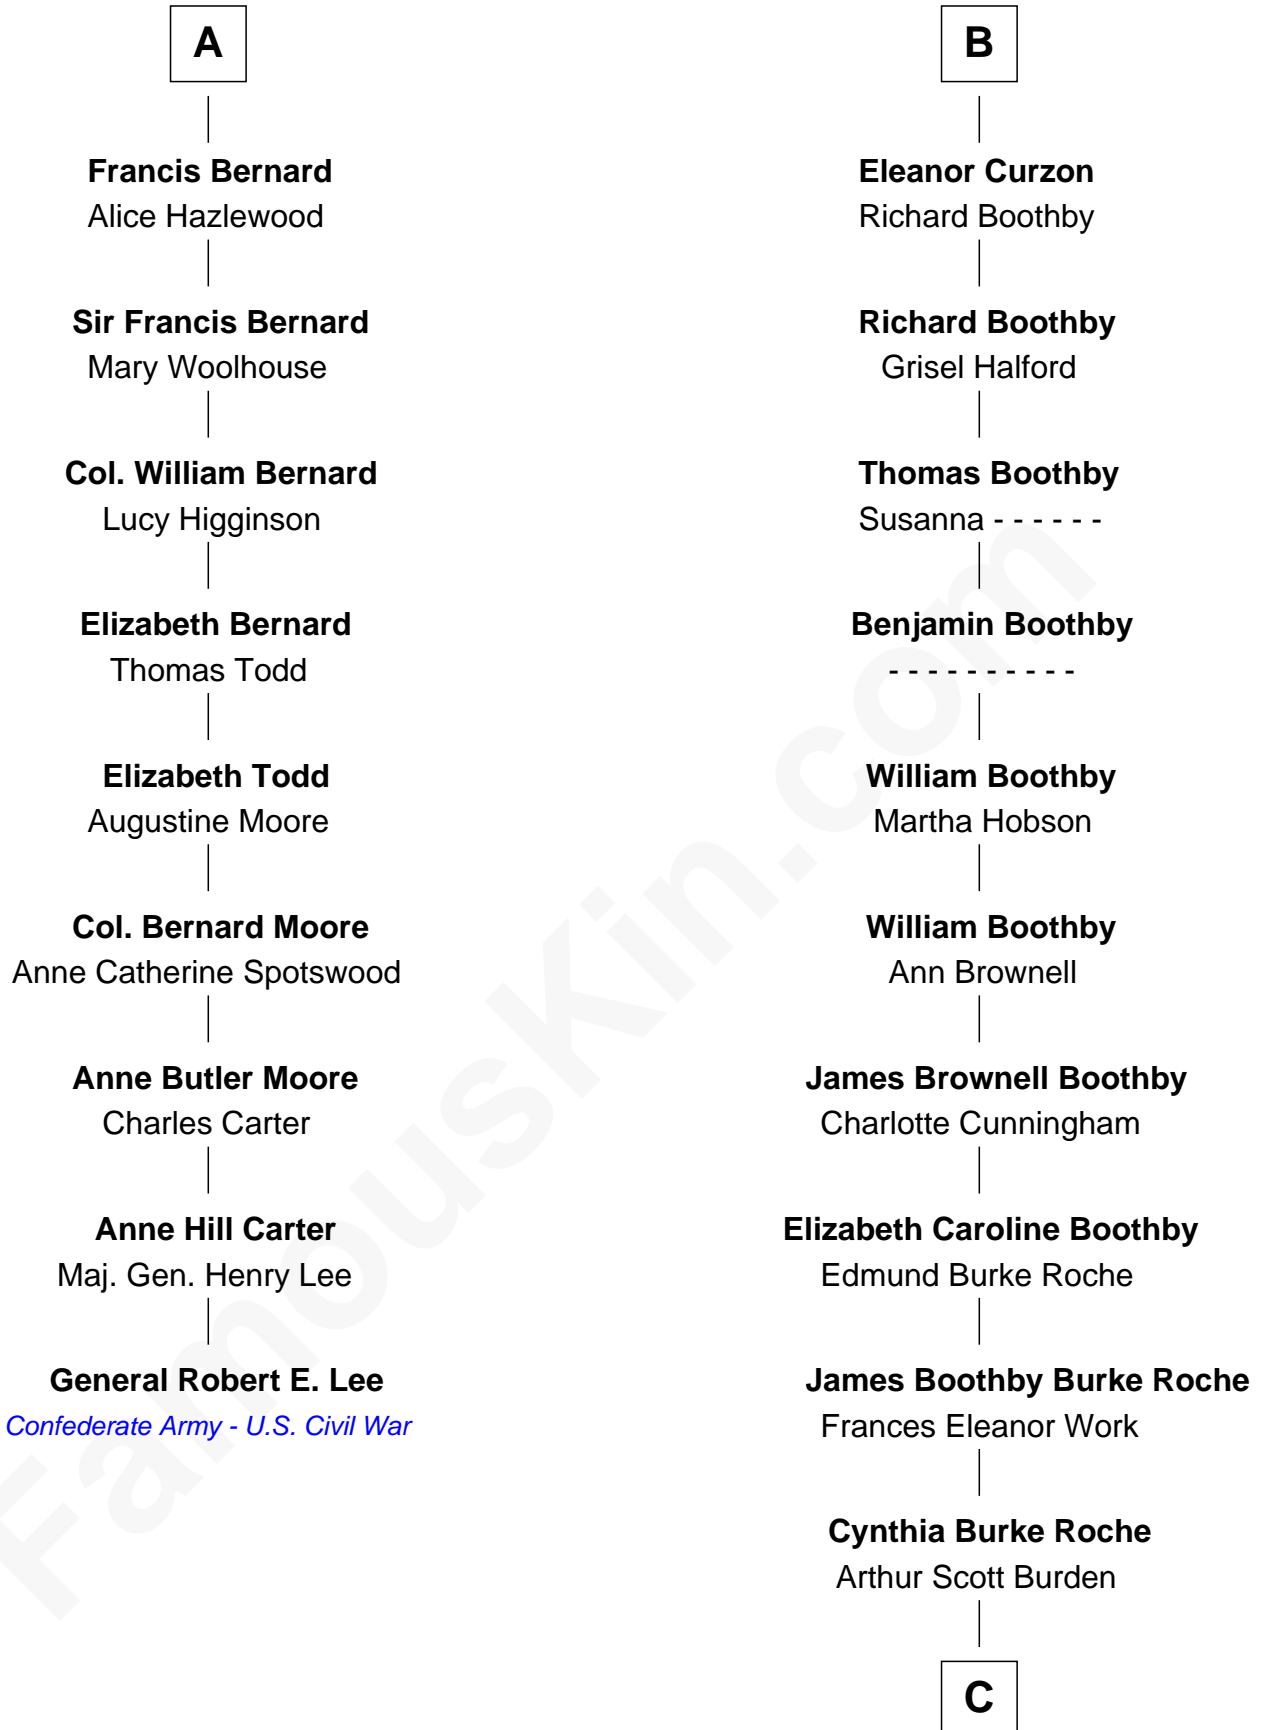 A
Francis Bernard
Alice Hazlewood
Sir Francis Bernard
Mary Woolhouse
Col. William Bernard
Lucy Higginson
Elizabeth Bernard
Thomas Todd
Elizabeth Todd
Augustine Moore
Col. Bernard Moore
Anne Catherine Spotswood
Anne Butler Moore
Charles Carter
Anne Hill Carter
Maj. Gen. Henry Lee
General Robert E. Lee
Confederate Army - U.S. Civil War
B
Eleanor Curzon
Richard Boothby
Richard Boothby
Grisel Halford
Thomas Boothby
Susanna - - - - - -
Benjamin Boothby
- - - - - - - - - -
William Boothby
Martha Hobson
William Boothby
Ann Brownell
James Brownell Boothby
Charlotte Cunningham
Elizabeth Caroline Boothby
Edmund Burke Roche
James Boothby Burke Roche
Frances Eleanor Work
Cynthia Burke Roche
Arthur Scott Burden
C
FamousKin.com